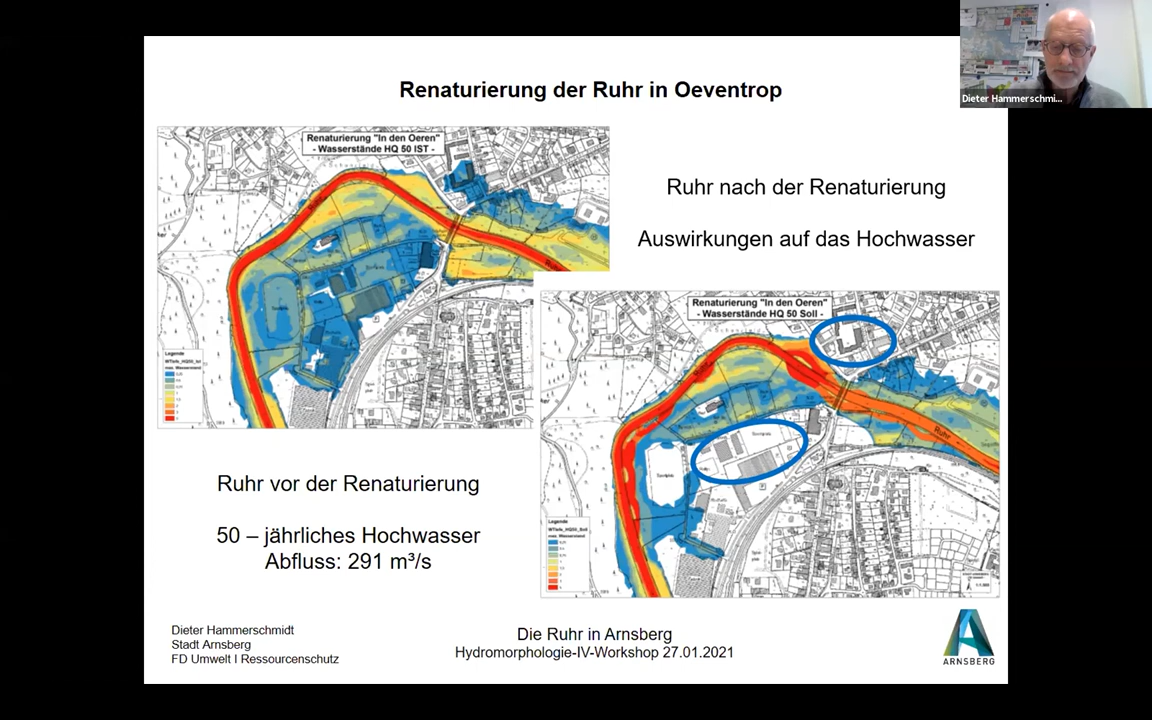 Renaturierung der Ruhr in Oeventrop
Dieter Hammerschmi...
Renaturierung "In den Oeren"
- Wasserstände HQ 50 IST -
Ruhr nach der Renaturierung
Auswirkungen auf das Hochwasser
Legende
Renaturierung "In den Oeren"
- Wasserstände HQ 50 Soll -
Ruhr
Legende
Ruhr vor der Renaturierung
50 – jährliches Hochwasser
Abfluss: 291 m³/s
Dieter Hammerschmidt
Stadt Arnsberg
FD Umwelt I Ressourcenschutz
Die Ruhr in Arnsberg
Hydromorphologie-IV-Workshop 27.01.2021
ARNSBERG